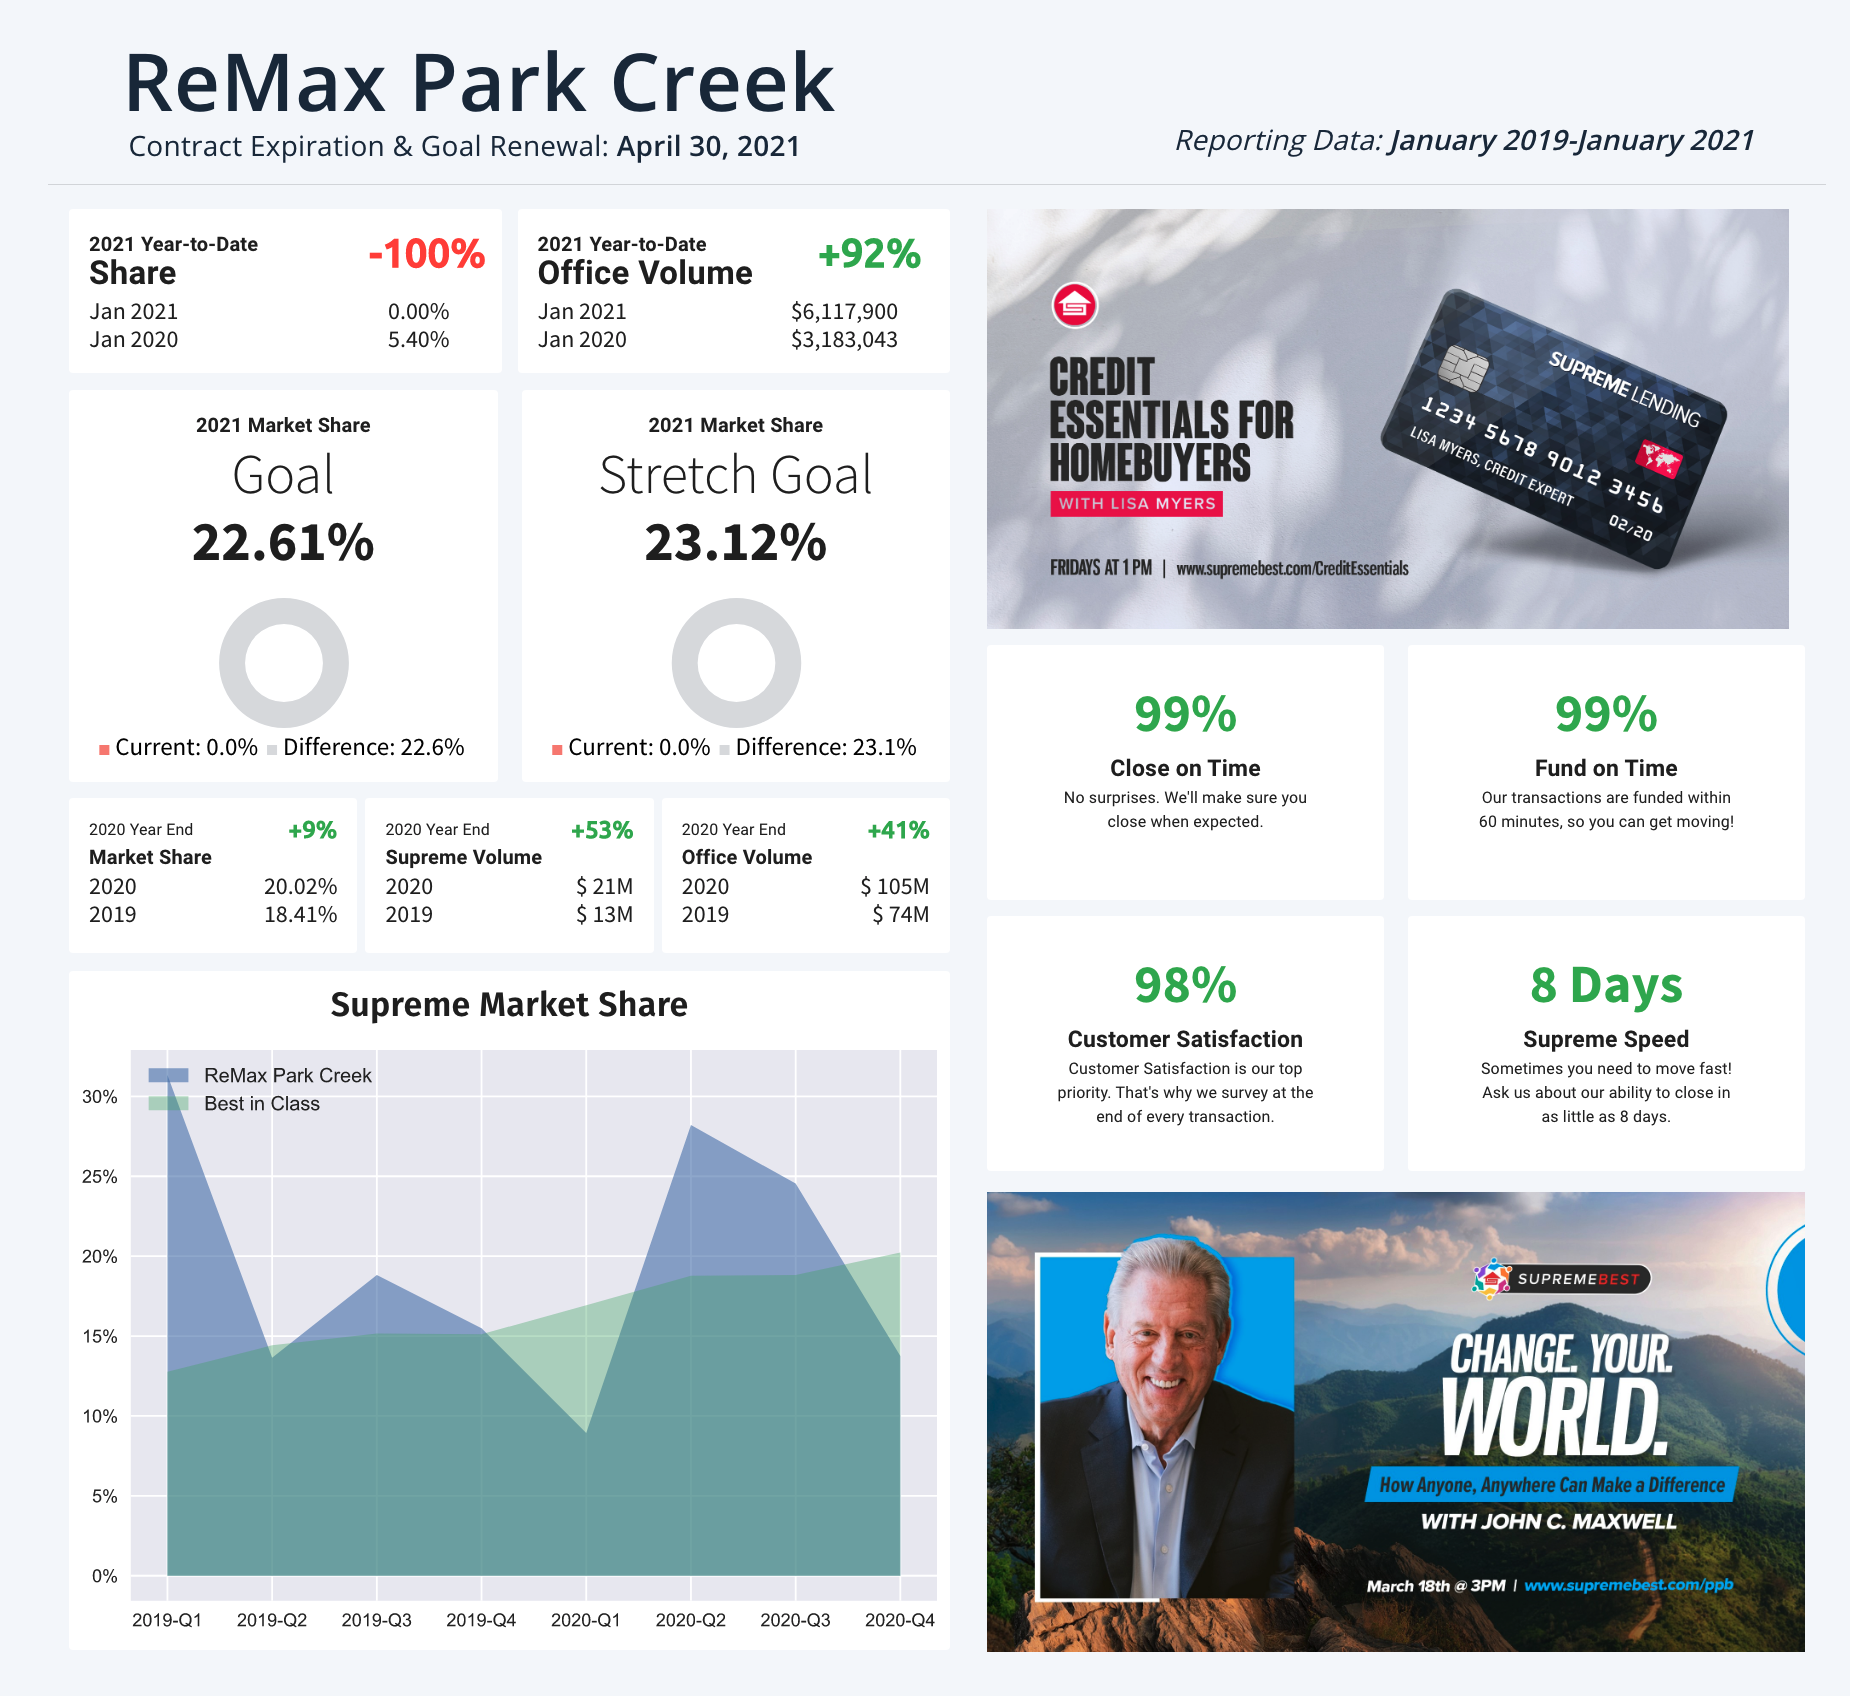 ReMax Park Creek
Contract Expiration & Goal Renewal: April 30, 2021
Reporting Data: January 2019-January 2021
2021 Year-to-Date
Share
-100%
Jan 2021 0.00%
Jan 2020 5.40%
2021 Year-to-Date
Office Volume
+92%
Jan 2021 $6,117,900
Jan 2020 $3,183,043
2021 Market Share
Goal
22.61%
Current: 0.0% Difference: 22.6%
2021 Market Share
Stretch Goal
23.12%
Current: 0.0% Difference: 23.1%
2020 Year End +9%
Market Share
2020 20.02%
2019 18.41%
2020 Year End +53%
Supreme Volume
2020 $ 21M
2019 $ 13M
2020 Year End +41%
Office Volume
2020 $ 105M
2019 $ 74M
Supreme Market Share
ReMax Park Creek
Best in Class
30%
25%
20%
15%
10%
5%
0%
2019-Q1 2019-Q2 2019-Q3 2019-Q4 2020-Q1 2020-Q2 2020-Q3 2020-Q4
CREDIT
ESSENTIALS FOR
HOMEBUYERS
WITH LISA MYERS
FRIDAYS AT 1 PM | www.supremebest.com/CreditEssentials
SUPREME LENDING
1234 5678 9012 3456
LISA MYERS, CREDIT EXPERT
02/20
99%
Close on Time
No surprises. We'll make sure you
close when expected.
99%
Fund on Time
Our transactions are funded within
60 minutes, so you can get moving!
98%
Customer Satisfaction
Customer Satisfaction is our top
priority. That's why we survey at the
end of every transaction.
8 Days
Supreme Speed
Sometimes you need to move fast!
Ask us about our ability to close in
as little as 8 days.
SUPREMEBEST
CHANGE. YOUR.
WORLD.
How Anyone, Anywhere Can Make a Difference
WITH JOHN C. MAXWELL
March 18th @ 3PM | www.supremebest.com/ppb